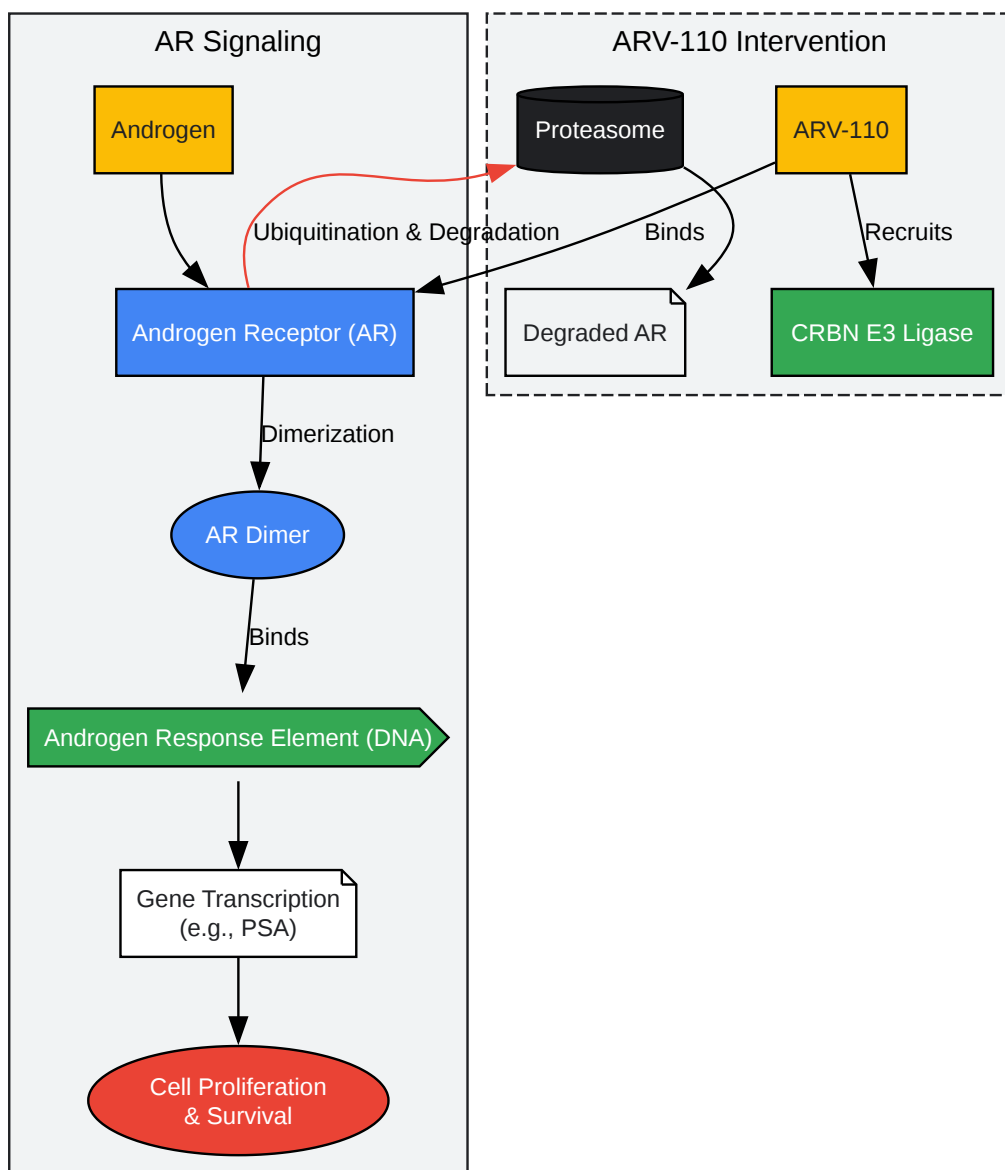 AR Signaling
ARV-110 Intervention
Androgen
Proteasome
ARV-110
Ubiquitination & Degradation
Binds
Recruits
Androgen Receptor (AR)
Degraded AR
CRBN E3 Ligase
Dimerization
AR Dimer
Binds
Androgen Response Element (DNA)
Gene Transcription
(e.g., PSA)
Cell Proliferation
& Survival